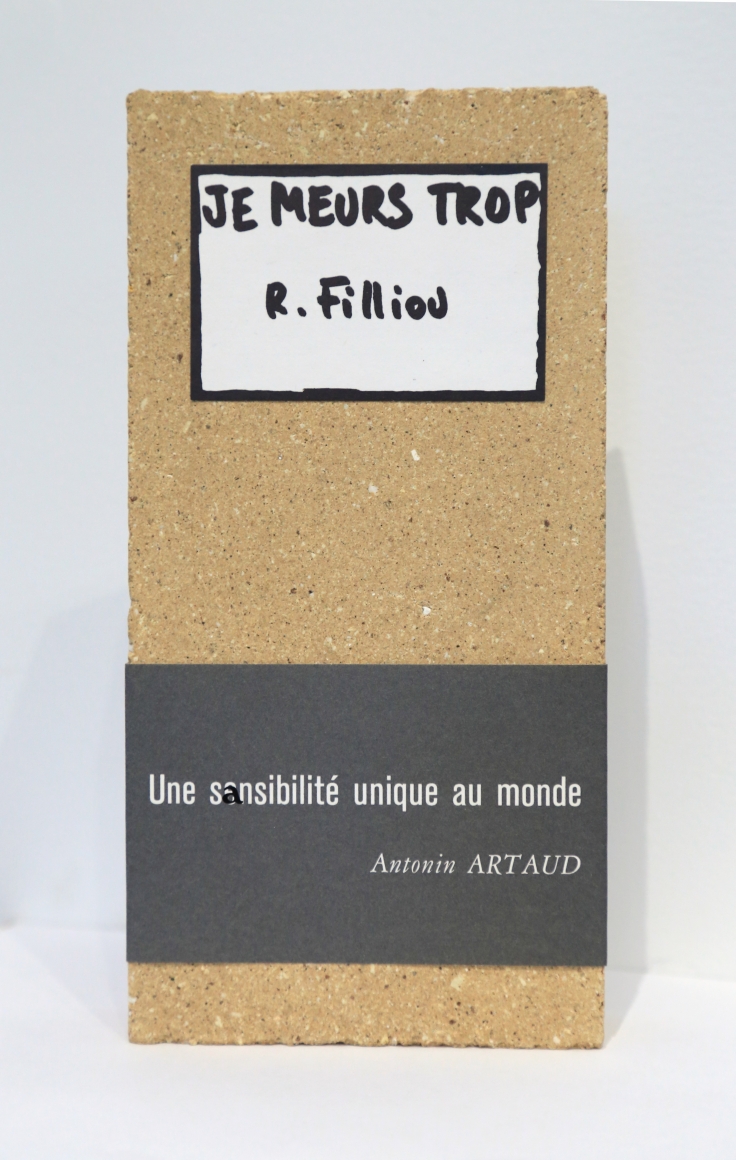 JE MEURS TROP
R. Filliou
Une sansibilité unique au monde
Antonin ARTAUD